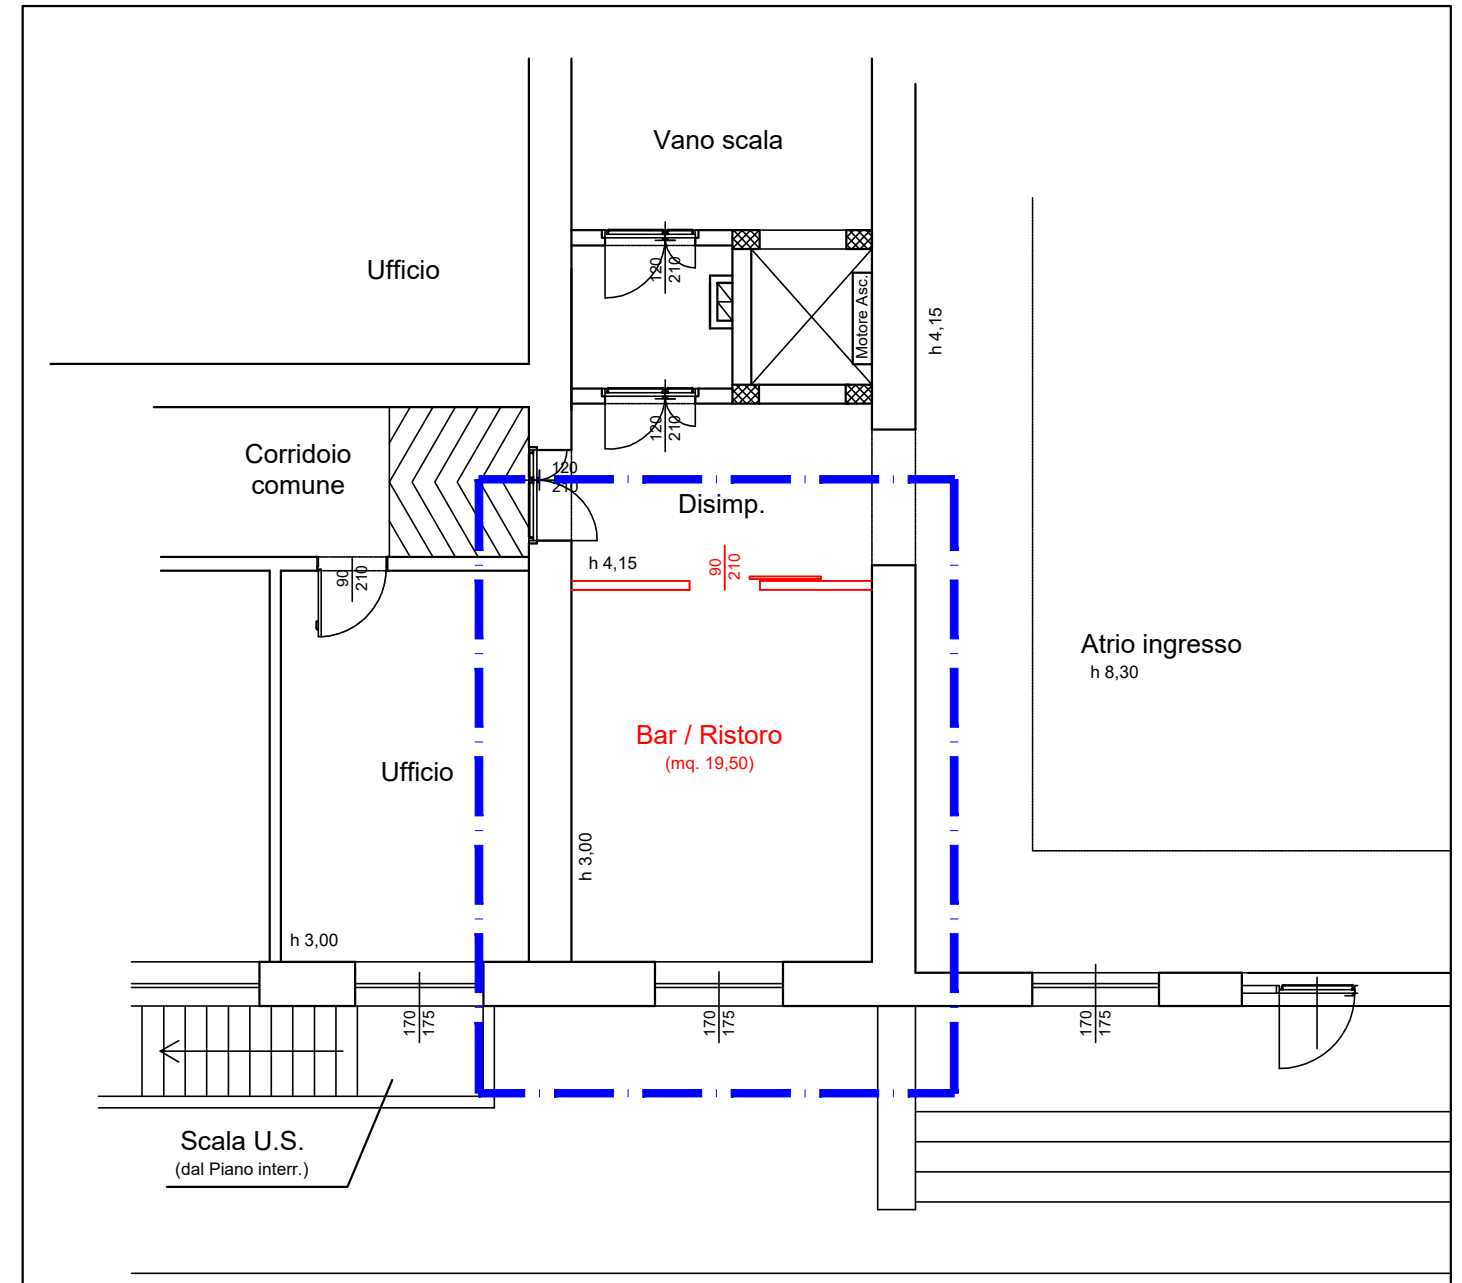 Vano scala
Ufficio
120
210
Motore Asc.
h 4,15
120
210
Corridoio
comune
120
210
Disimp.
h 4,15
90
210
90
210
Atrio ingresso
h 8,30
Bar / Ristoro
(mq. 19,50)
Ufficio
h 3,00
h 3,00
170
175
170
175
170
175
Scala U.S.
(dal Piano interr.)